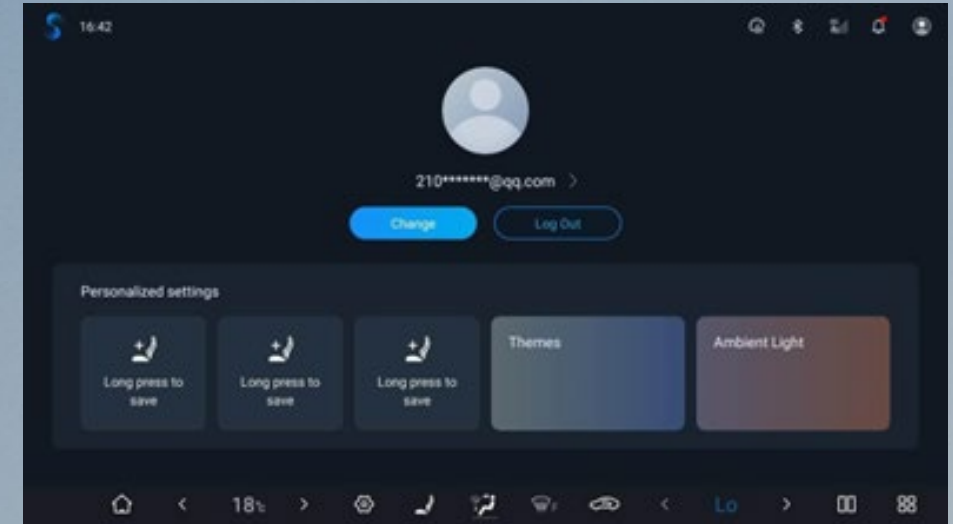 16:42
210*******@qq.com
Change
Log Out
Personalized settings
Long press to
save
Long press to
save
Long press to
save
Themes
Ambient Light
18℃
Lo